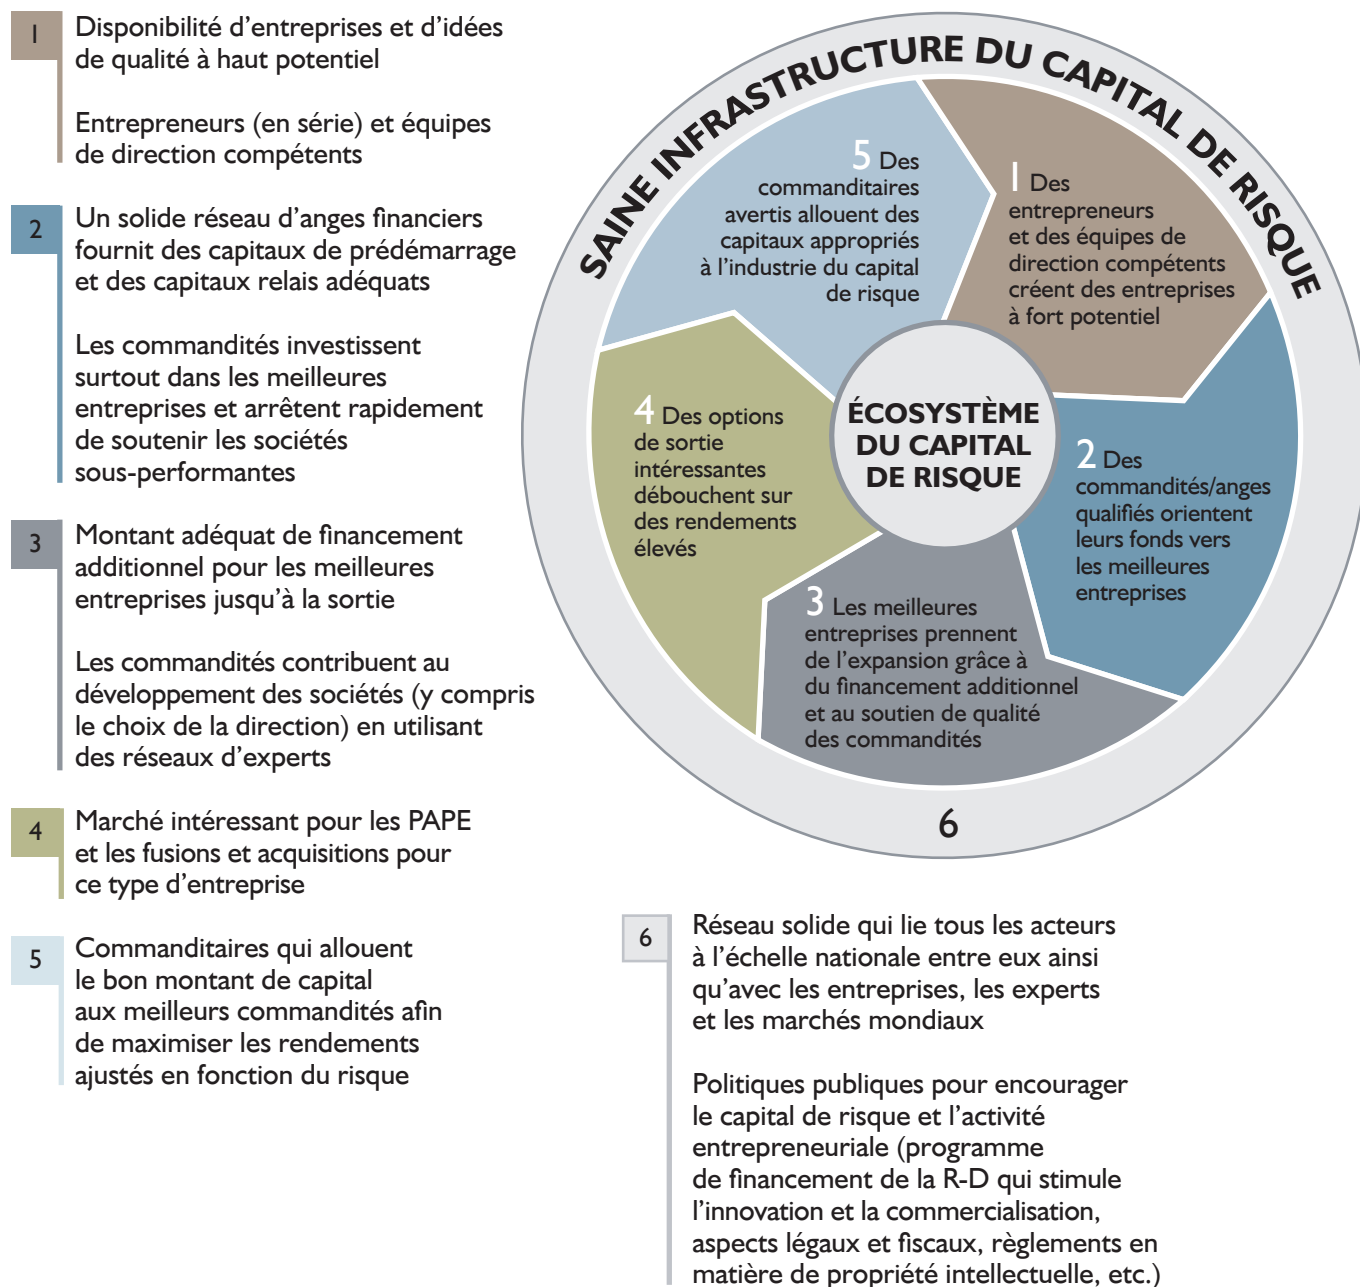 1
Disponibilité d’entreprises et d’idées
de qualité à haut potentiel
Entrepreneurs (en série) et équipes
de direction compétents
2
Un solide réseau d’anges financiers
fournit des capitaux de prédémarrage
et des capitaux relais adéquats
Les commandités investissent
surtout dans les meilleures
entreprises et arrêtent rapidement
de soutenir les sociétés
sous-performantes
3
Montant adéquat de financement
additionnel pour les meilleures
entreprises jusqu’à la sortie
Les commandités contribuent au
développement des sociétés (y compris
le choix de la direction) en utilisant
des réseaux d’experts
4
Marché intéressant pour les PAPE
et les fusions et acquisitions pour
ce type d’entreprise
5
Commanditaires qui allouent
le bon montant de capital
aux meilleurs commandités afin
de maximiser les rendements
ajustés en fonction du risque
SAINE INFRASTRUCTURE DU CAPITAL DE RISQUE
1 Des
entrepreneurs
et des équipes de
direction compétents
créent des entreprises
à fort potentiel
2 Des
commandités/anges
qualifiés orientent
leurs fonds vers
les meilleures
entreprises
3 Les meilleures
entreprises prennent
de l’expansion grâce à
du financement additionnel
et au soutien de qualité
des commandités
4 Des options
de sortie
intéressantes
débouchent sur
des rendements
élevés
5 Des
commanditaires
avertis allouent des
capitaux appropriés
à l’industrie du capital
de risque
ÉCOSYSTÈME
DU CAPITAL
DE RISQUE
6
6
Réseau solide qui lie tous les acteurs
à l’échelle nationale entre eux ainsi
qu’avec les entreprises, les experts
et les marchés mondiaux
Politiques publiques pour encourager
le capital de risque et l’activité
entrepreneuriale (programme
de financement de la R-D qui stimule
l’innovation et la commercialisation,
aspects légaux et fiscaux, règlements en
matière de propriété intellectuelle, etc.)